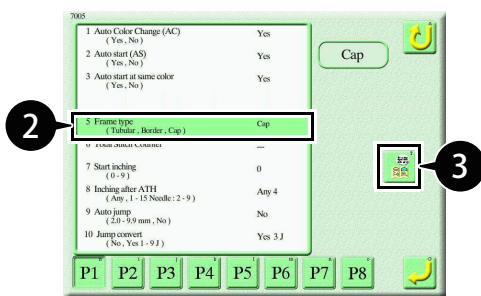 7005
1 Auto Color Change (AC) Yes
( Yes , No )
2 Auto start (AS) Yes
( Yes , No )
3 Auto start at same color Yes
( Yes , No )
Cap
5 Frame type Cap
( Tubular , Border , Cap )
2
6 Total Stitch Counter ---
3
7 Start inching 0
( 0 - 9 )
8 Inching after ATH Any 4
( Any , 1 - 15 Needle : 2 - 9 )
9 Auto jump No
( 2.0 - 9.9 mm , No )
10 Jump convert Yes 3 J
( No , Yes 1 - 9 J )
P1 P2 P3 P4 P5 P6 P7 P8